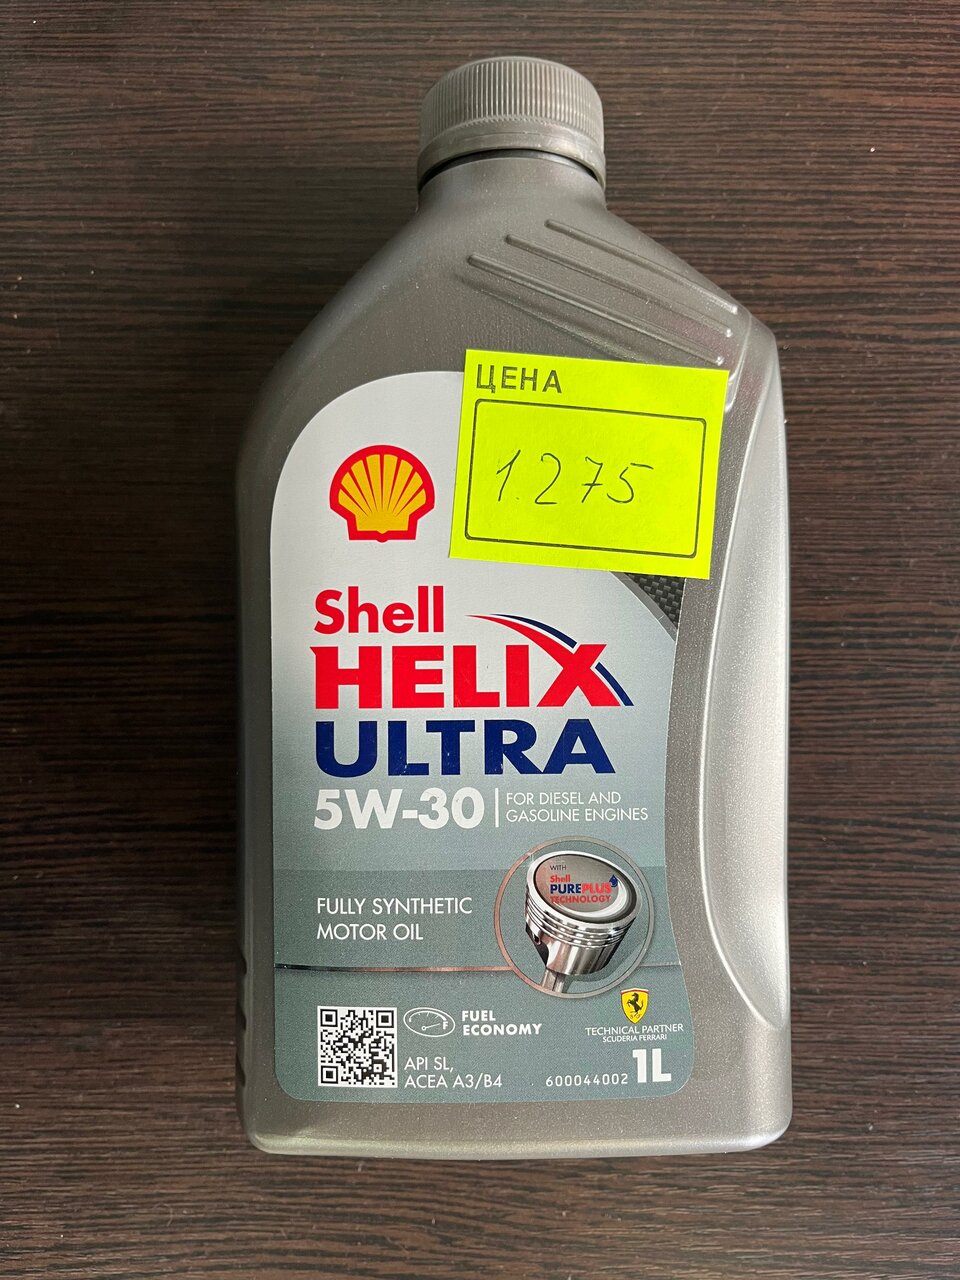 ЦЕНА
1.275
Shell
HELIX
ULTRA
5W-30
FOR DIESEL AND
GASOLINE ENGINES
WITH
Shell
PUREPLUS
TECHNOLOGY
FULLY SYNTHETIC
MOTOR OIL
FUEL
ECONOMY
API SL,
ACEA A3/B4
TECHNICAL PARTNER
SCUDERIA FERRARI
600044002
1L